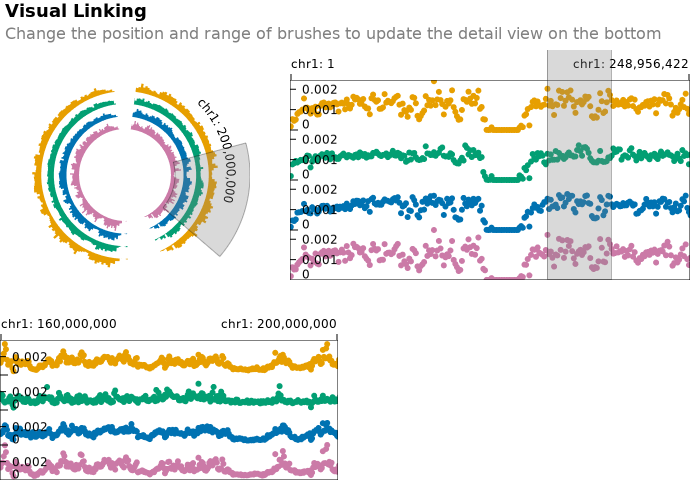 Visual Linking
Change the position and range of brushes to update the detail view on the bottom
chr1: 200,000,000
chr1: 1
chr1: 248,956,422
0.002
0.001
0
0.002
0.001
0
0.002
0.001
0
0.002
0.001
0
chr1: 160,000,000
chr1: 200,000,000
0.002
0
0.002
0
0.002
0
0.002
0